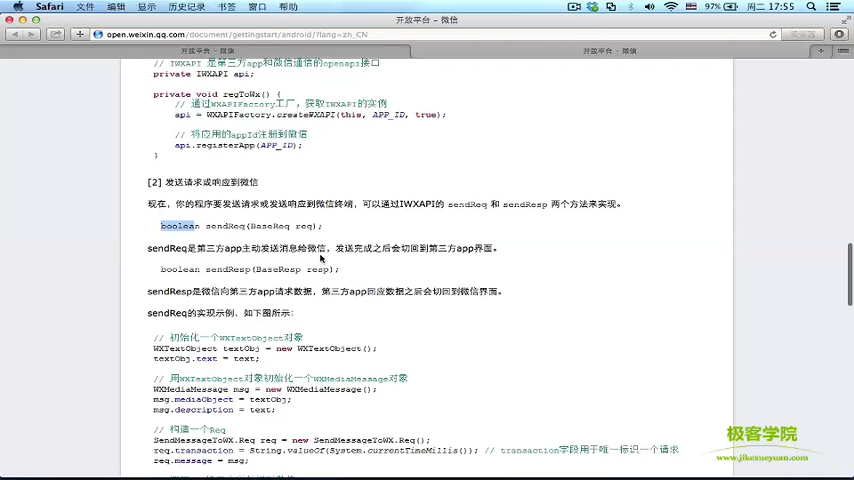 Safari 文件 编辑 显示 历史记录 书签 窗口 帮助 97% 周二 17:55
开放平台 - 微信
open.weixin.qq.com/document/gettingstart/android/?lang=zh_CN 阅读器
开放平台 - 微信 开放平台 - 微信
// IWXAPI 是第三方app和微信通信的openapi接口
private IWXAPI api;
private void regToWx() {
// 通过WXAPIFactory工厂，获取IWXAPI的实例
api = WXAPIFactory.createWXAPI(this, APP_ID, true);
// 将应用的appId注册到微信
api.registerApp(APP_ID);
}
[2] 发送请求或响应到微信
现在，你的程序要发送请求或发送响应到微信终端，可以通过IWXAPI的 sendReq 和 sendResp 两个方法来实现。
boolean sendReq(BaseReq req);
sendReq是第三方app主动发送消息给微信，发送完成之后会切回到第三方app界面。
boolean sendResp(BaseResp resp);
sendResp是微信向第三方app请求数据，第三方app回应数据之后会切回到微信界面。
sendReq的实现示例，如下图所示：
// 初始化一个WXTextObject对象
WXTextObject textObj = new WXTextObject();
textObj.text = text;
// 用WXTextObject对象初始化一个WXMediaMessage对象
WXMediaMessage msg = new WXMediaMessage();
msg.mediaObject = textObj;
msg.description = text;
// 构造一个Req
SendMessageToWX.Req req = new SendMessageToWX.Req();
req.transaction = String.valueOf(System.currentTimeMillis()); // transaction字段用于唯一标识一个请求
req.message = msg;
极客学院
www.jikexueyuan.com